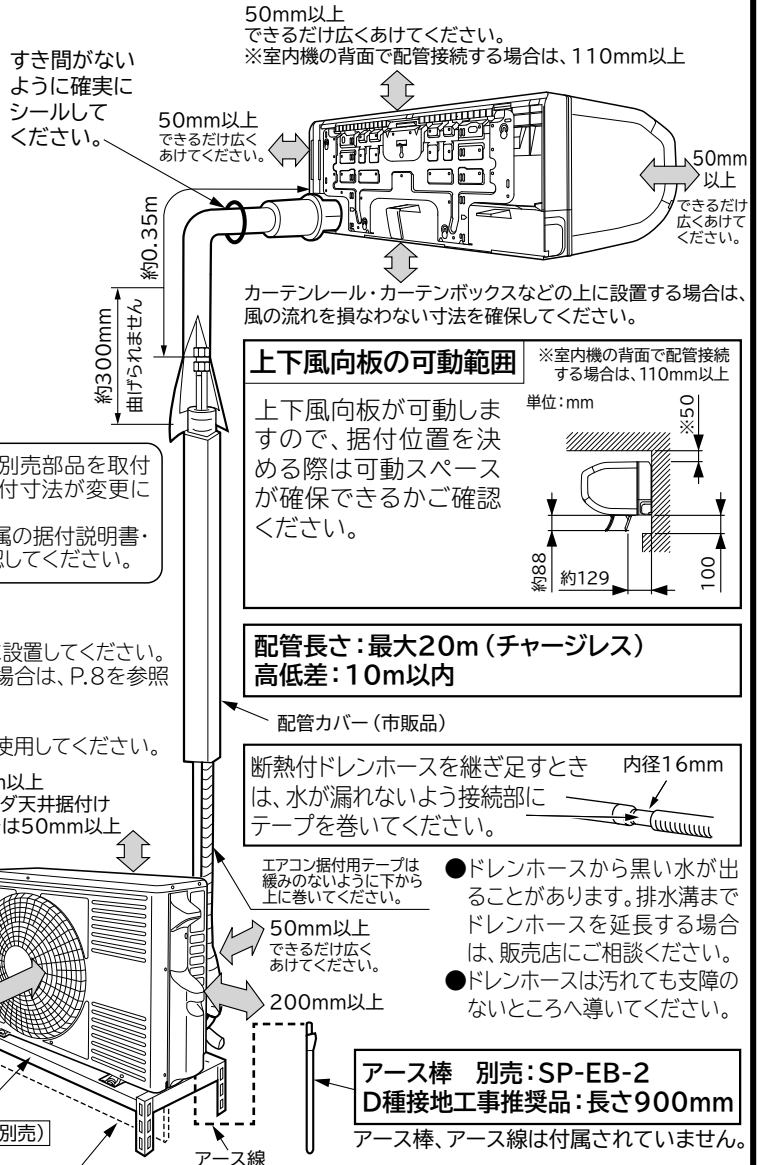 50mm以上
できるだけ広くあけてください。
※室内機の背面で配管接続する場合は、110mm以上
すき間がない
ように確実に
シールして
ください。
50mm以上
できるだけ広く
あけてください。
50mm
以上
できるだけ
広くあけて
ください。
約0.35m
約300mm
曲げられません
カーテンレール・カーテンボックスなどの上に設置する場合は、
風の流れを損なわない寸法を確保してください。
上下風向板の可動範囲
※室内機の背面で配管接続
する場合は、110mm以上
上下風向板が可動しま
すので、据付位置を決
める際は可動スペース
が確保できるかご確認
ください。
単位:mm
※50
約88
約129
100
別売部品を取付
付寸法が変更に
属の据付説明書・
認してください。
設置してください。
場合は、P.8を参照
使用してください。
配管長さ:最大20m(チャージレス)
高低差:10m以内
配管カバー(市販品)
断熱付ドレンホースを継ぎ足すとき
は、水が漏れないよう接続部に
テープを巻いてください。
内径16mm
以上
ダ天井据付け
は50mm以上
エアコン据付用テープは
緩みのないように下から
上に巻いてください。
50mm以上
できるだけ広く
あけてください。
200mm以上
●ドレンホースから黒い水が出
ることがあります。排水溝まで
ドレンホースを延長する場合
は、販売店にご相談ください。
●ドレンホースは汚れても支障の
ないところへ導いてください。
アース棒 別売:SP-EB-2
D種接地工事推奨品:長さ900mm
アース棒、アース線は付属されていません。
別売)
アース線